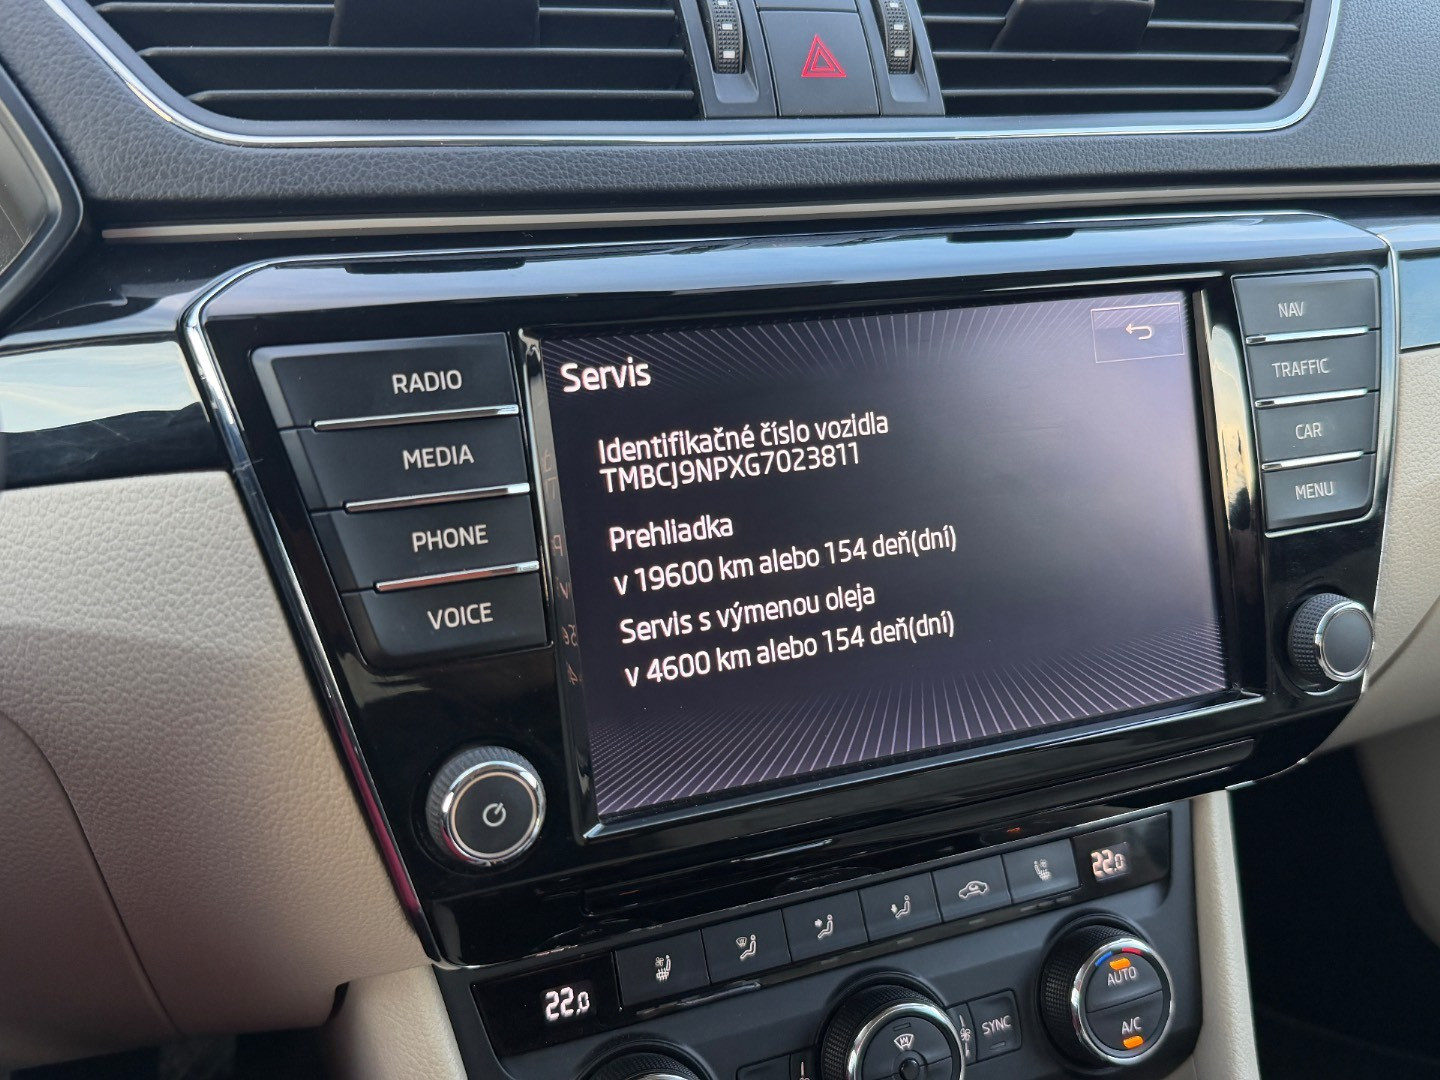 RADIO
MEDIA
PHONE
VOICE
Servis
Identifikačné číslo vozidla
TMBCJ9NPXG7023811
Prehliadka
v 19600 km alebo 154 deň(dní)
Servis s výmenou oleja
v 4600 km alebo 154 deň(dní)
NAV
TRAFFIC
CAR
MENU
22.0
22.0
SYNC
AUTO
A/C